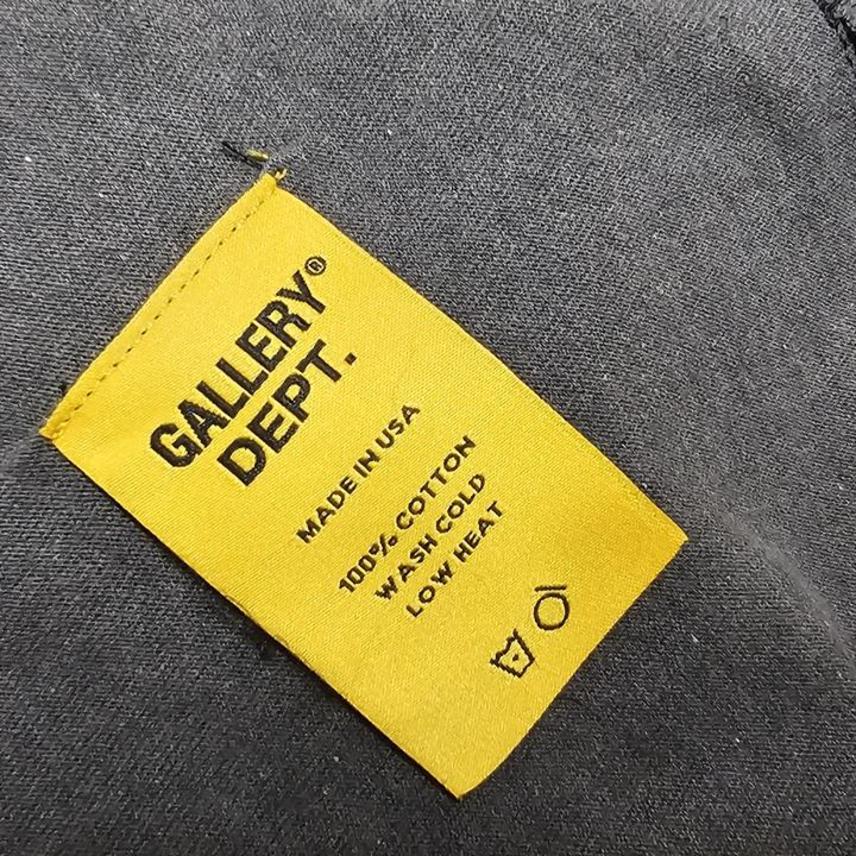 GALLERY®
DEPT.
MADE IN USA
100% COTTON
WASH COLD
LOW HEAT